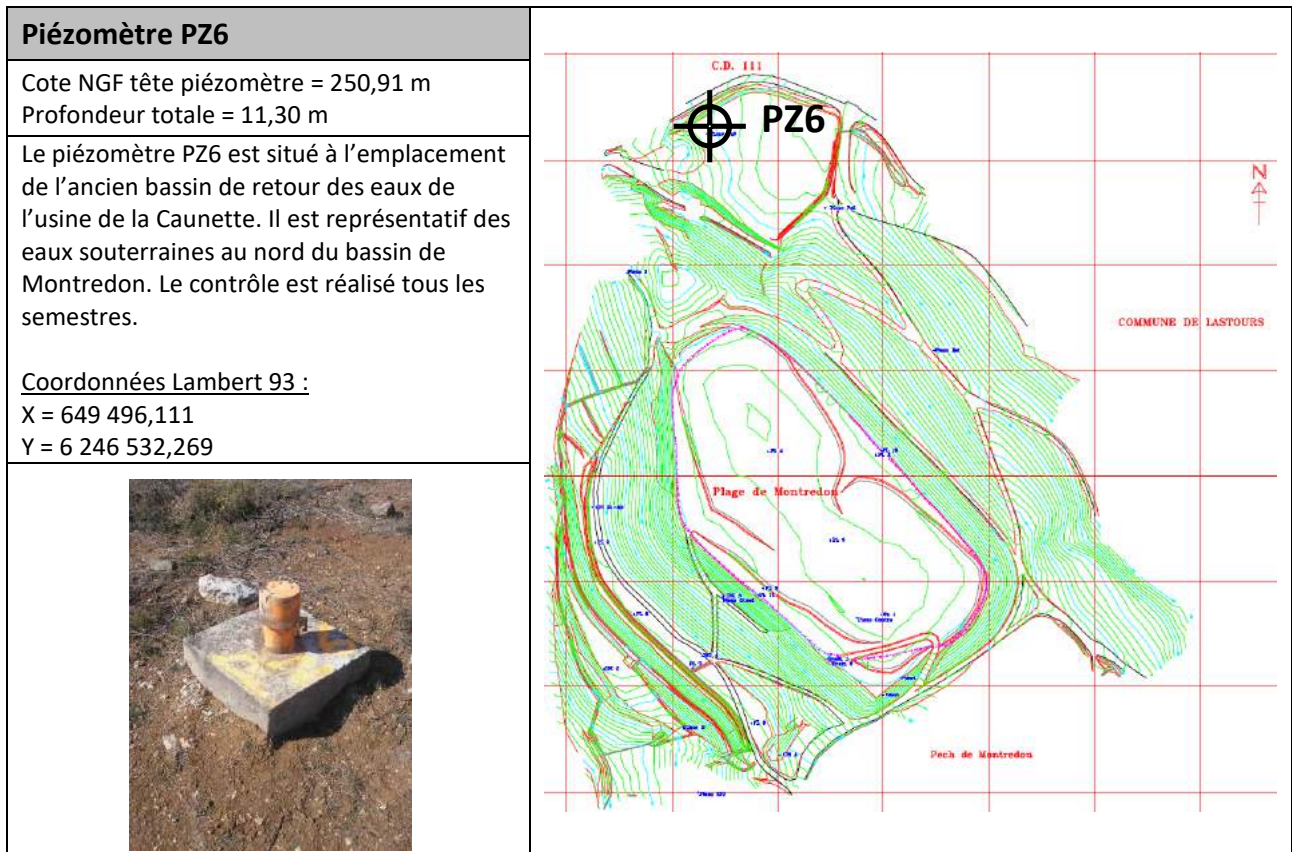 Piézomètre PZ6
Cote NGF tête piézomètre = 250,91 m
Profondeur totale = 11,30 m
Le piézomètre PZ6 est situé à l’emplacement
de l’ancien bassin de retour des eaux de
l’usine de la Caunette. Il est représentatif des
eaux souterraines au nord du bassin de
Montredon. Le contrôle est réalisé tous les
semestres.
Coordonnées Lambert 93 :
X = 649 496,111
Y = 6 246 532,269
C.D. 111
PZ6
N
COMMUNE DE LASTOURS
Plage de Montredon
Pech de Montredon